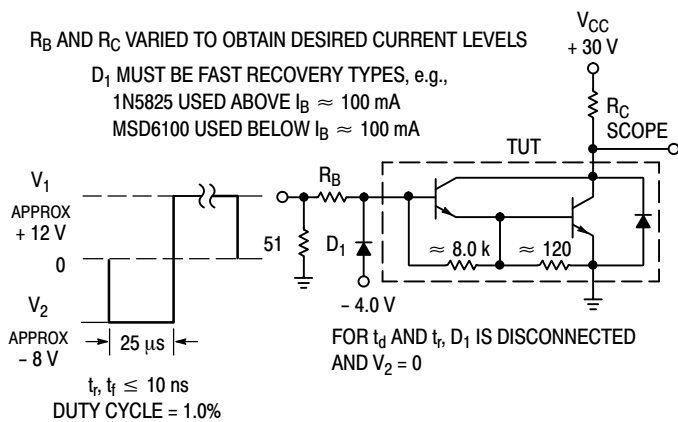 R_B AND R_C VARIED TO OBTAIN DESIRED CURRENT LEVELS
D_1 MUST BE FAST RECOVERY TYPES, e.g.,
1N5825 USED ABOVE I_B ≈ 100 mA
MSD6100 USED BELOW I_B ≈ 100 mA
V_CC
+ 30 V
R_C
SCOPE
TUT
V_1
APPROX
+ 12 V
0
V_2
APPROX
– 8 V
25 μs
t_r, t_f ≤ 10 ns
DUTY CYCLE = 1.0%
R_B
51
D_1
– 4.0 V
≈ 8.0 k
≈ 120
FOR t_d AND t_r, D_1 IS DISCONNECTED
AND V_2 = 0